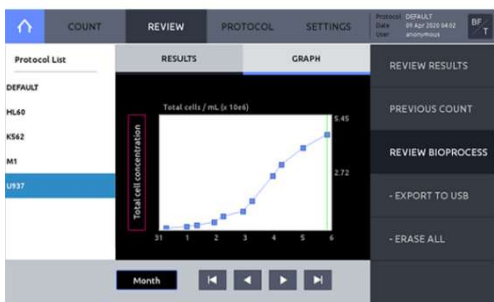 COUNT
REVIEW
PROTOCOL
SETTINGS
Protocol DEFAULT
Date 09 Apr 2020 04:02
User anonymous
BF/T
Protocol List
DEFAULT
HL60
K562
M1
U937
RESULTS
GRAPH
Total cells / mL (x 10e6)
5.45
2.72
Total cell concentration
31 1 2 3 4 5 6
Month
REVIEW RESULTS
PREVIOUS COUNT
REVIEW BIOPROCESS
- EXPORT TO USB
- ERASE ALL